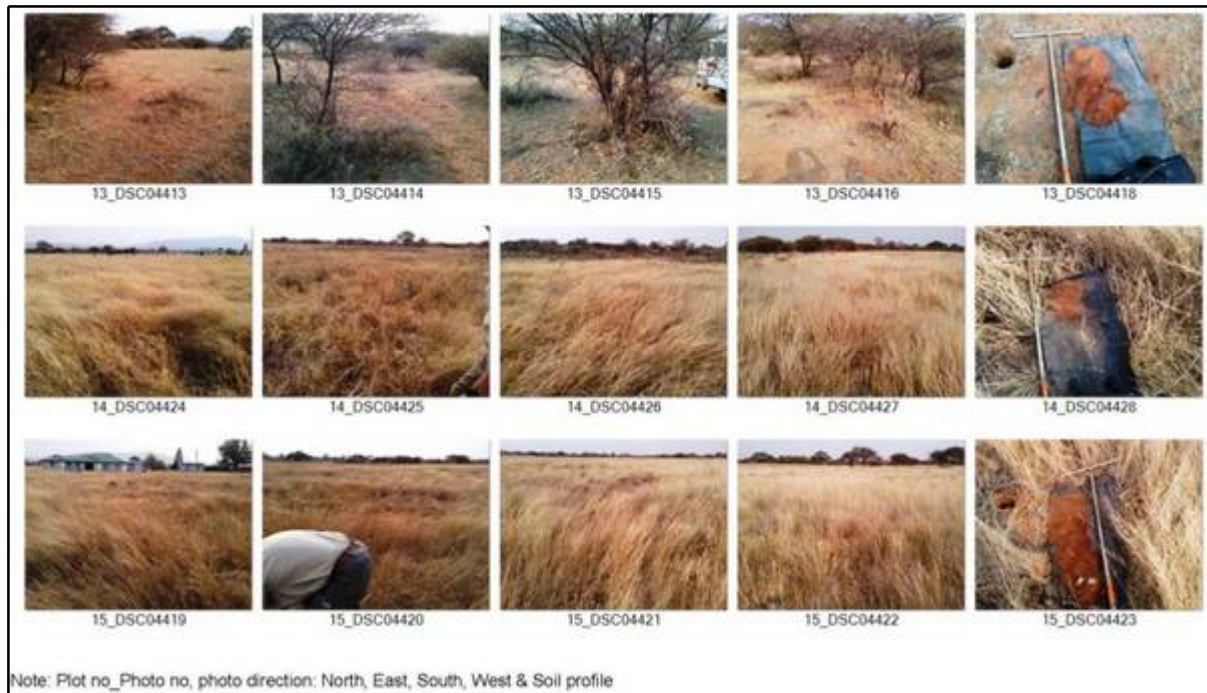 13_DSC04413 13_DSC04414 13_DSC04415 13_DSC04416 13_DSC04418
14_DSC04424 14_DSC04425 14_DSC04426 14_DSC04427 14_DSC04428
15_DSC04419 15_DSC04420 15_DSC04421 15_DSC04422 15_DSC04423
Note: Plot no_Photo no, photo direction: North, East, South, West & Soil profile